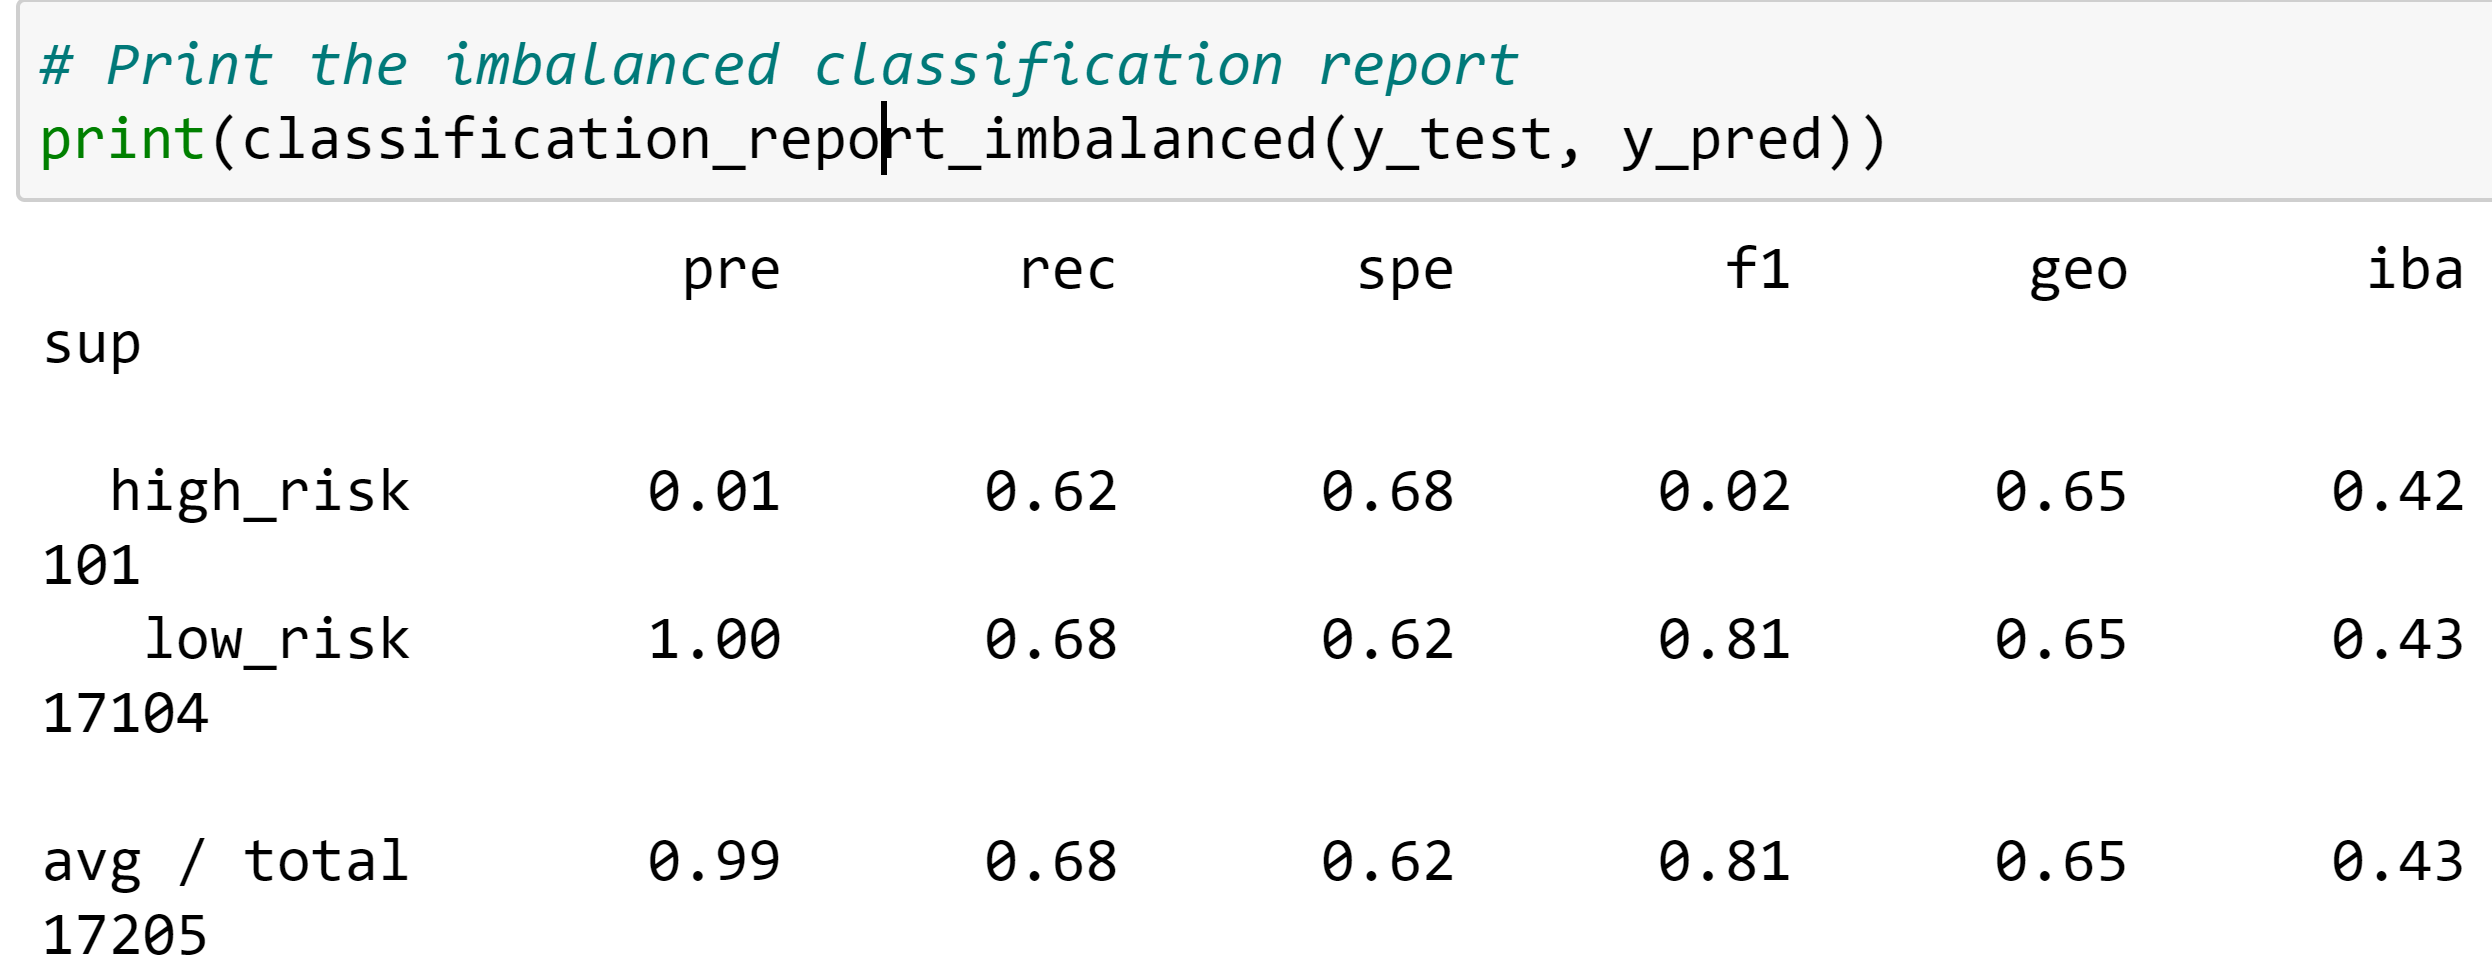 # Print the imbalanced classification report
print(classification_report_imbalanced(y_test, y_pred))
pre rec spe f1 geo iba
sup
high_risk 0.01 0.62 0.68 0.02 0.65 0.42
101
low_risk 1.00 0.68 0.62 0.81 0.65 0.43
17104
avg / total 0.99 0.68 0.62 0.81 0.65 0.43
17205